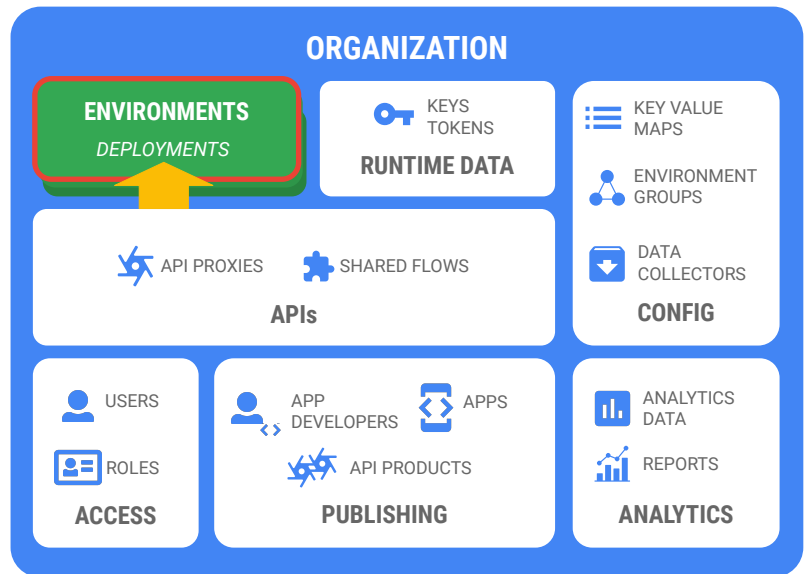 ORGANIZATION
ENVIRONMENTS
DEPLOYMENTS
KEYS
TOKENS
RUNTIME DATA
KEY VALUE
MAPS
ENVIRONMENT
GROUPS
DATA
COLLECTORS
CONFIG
API PROXIES
SHARED FLOWS
APIs
USERS
ROLES
ACCESS
APP
DEVELOPERS
APPS
API PRODUCTS
PUBLISHING
ANALYTICS
DATA
REPORTS
ANALYTICS